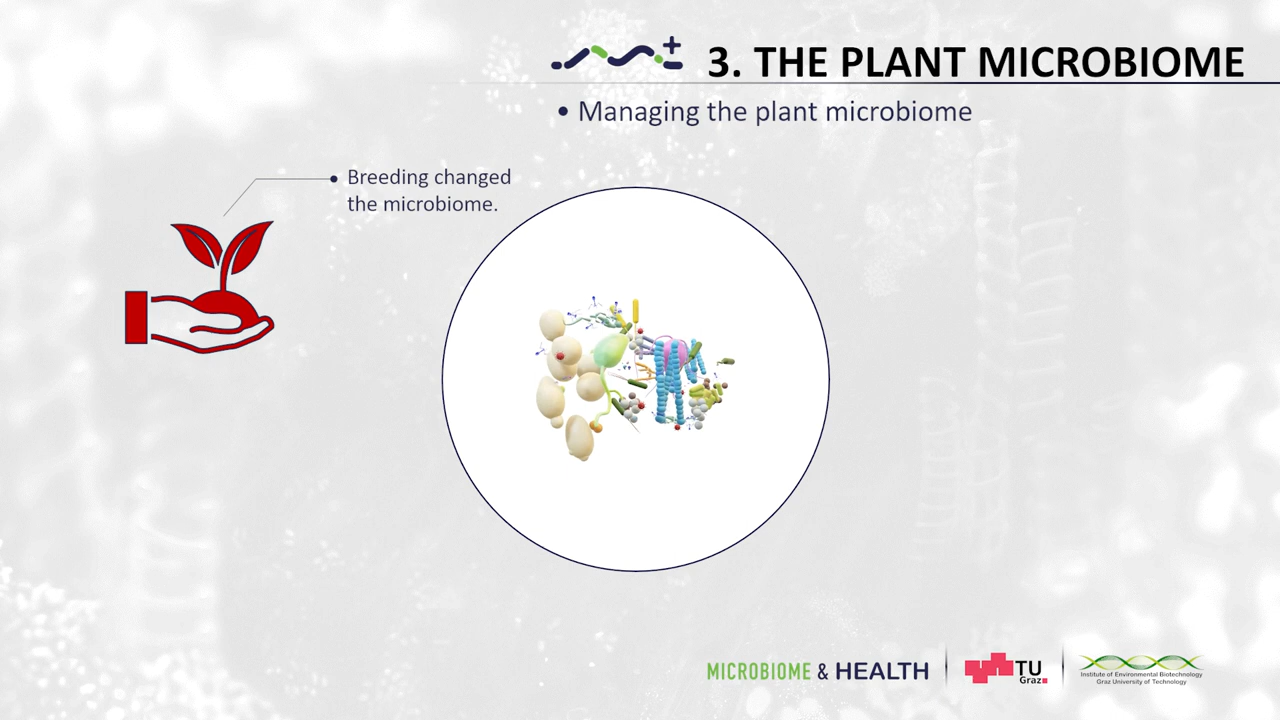 3. THE PLANT MICROBIOME
• Managing the plant microbiome
• Breeding changed
the microbiome.
MICROBIOME & HEALTH
TU
Graz
Institute of Environmental Biotechnology
Graz University of Technology